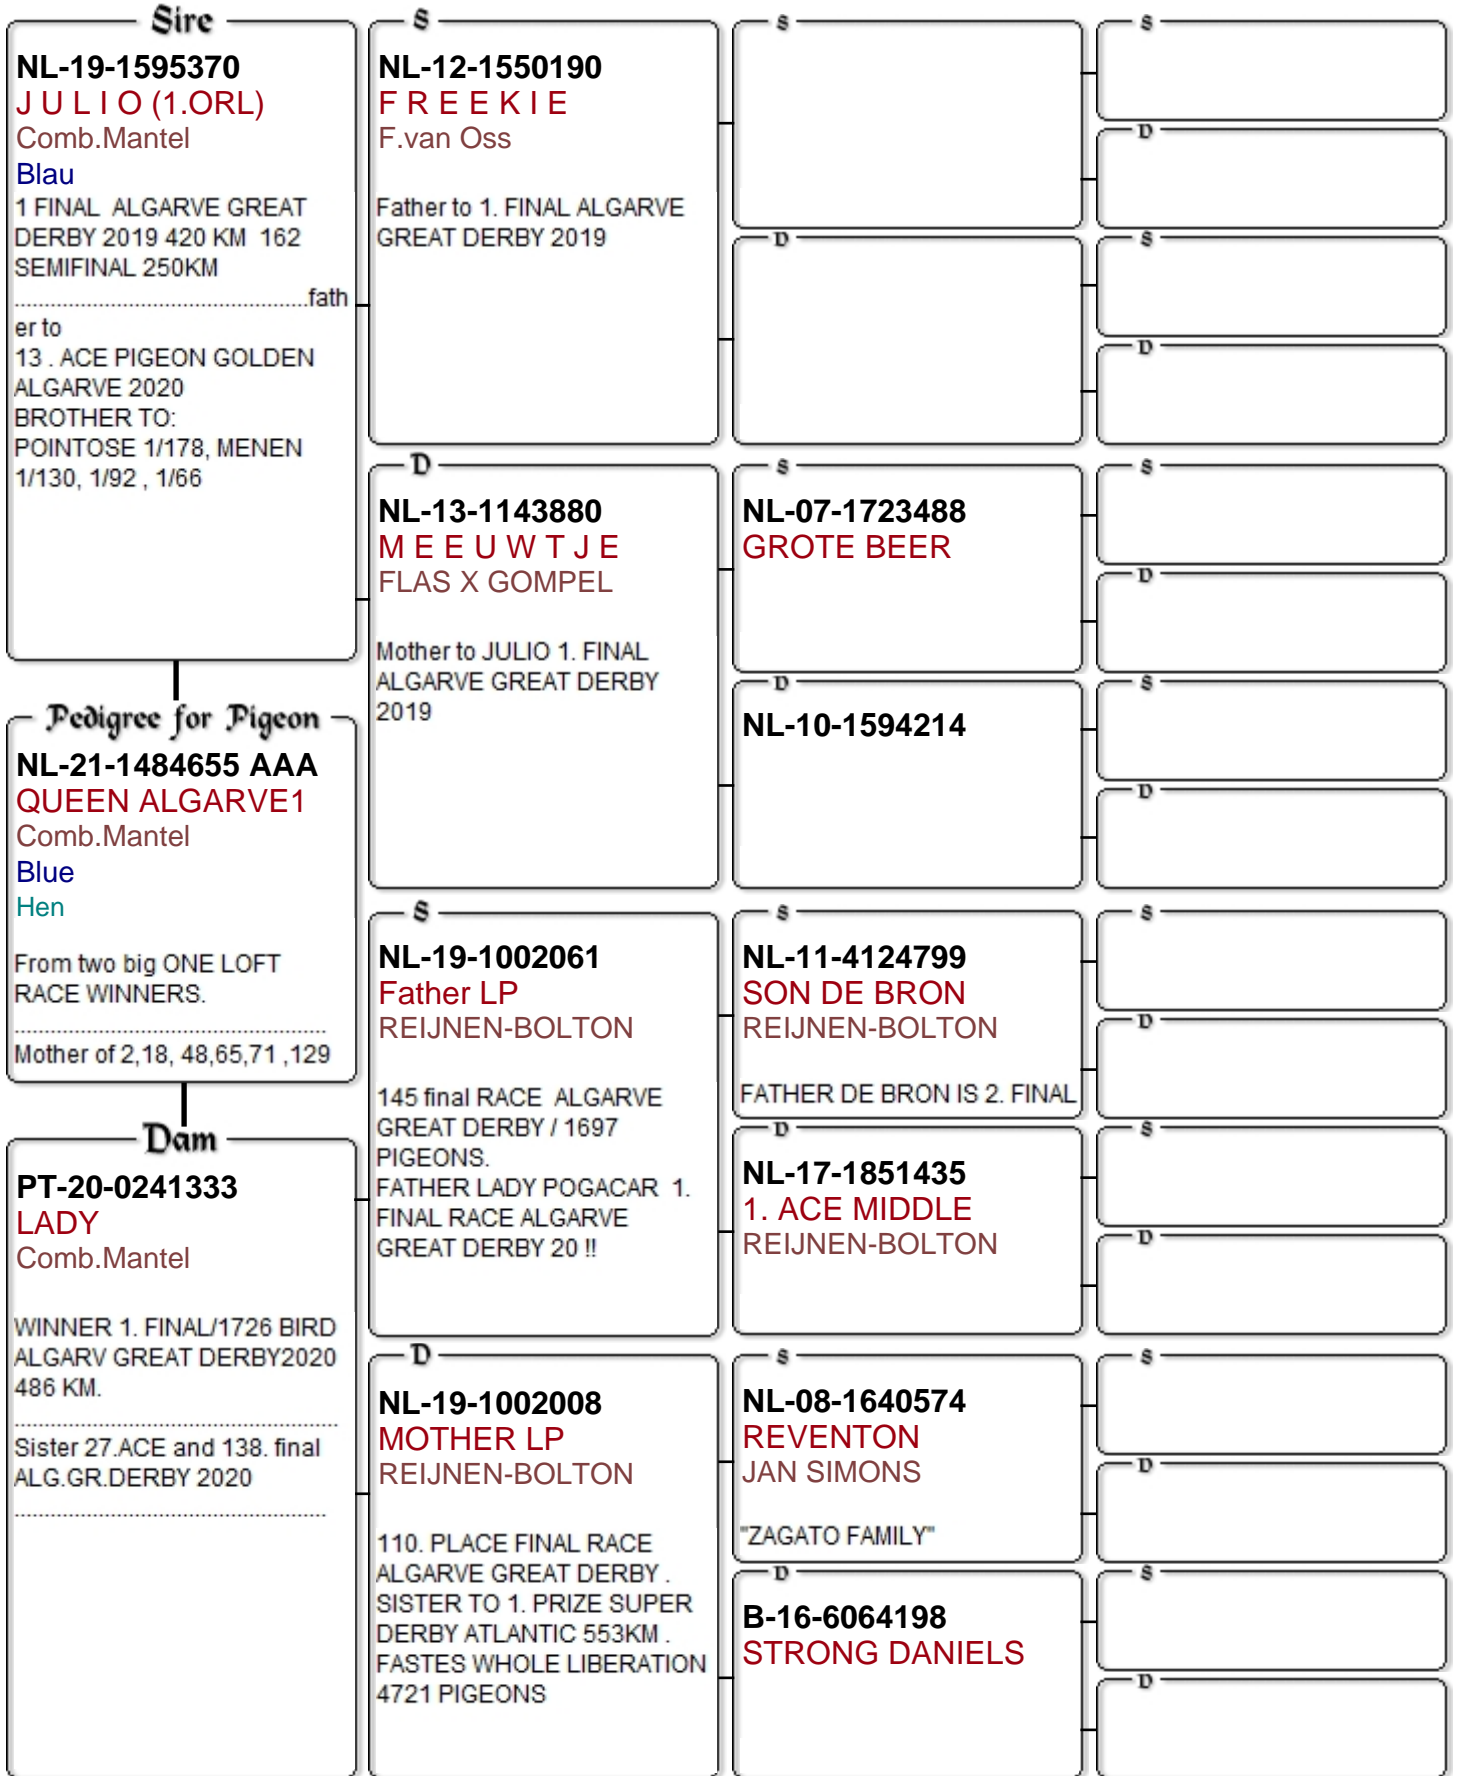 Sire
NL-19-1595370
J U L I O (1.ORL)
Comb.Mantel
Blau
1 FINAL ALGARVE GREAT
DERBY 2019 420 KM 162
SEMIFINAL 250KM
...............................................fath
er to
13 . ACE PIGEON GOLDEN
ALGARVE 2020
BROTHER TO:
POINTOSE 1/178, MENEN
1/130, 1/92 , 1/66
Pedigree for Pigeon
NL-21-1484655 AAA
QUEEN ALGARVE1
Comb.Mantel
Blue
Hen
From two big ONE LOFT
RACE WINNERS.
..................................................
Mother of 2,18, 48,65,71 ,129
Dam
PT-20-0241333
LADY
Comb.Mantel
WINNER 1. FINAL/1726 BIRD
ALGARV GREAT DERBY2020
486 KM.
....................................................
Sister 27.ACE and 138. final
ALG.GR.DERBY 2020
..................................................
S
NL-12-1550190
F R E E K I E
F.van Oss
Father to 1. FINAL ALGARVE
GREAT DERBY 2019
D
NL-13-1143880
M E E U W T J E
FLAS X GOMPEL
Mother to JULIO 1. FINAL
ALGARVE GREAT DERBY
2019
S
NL-19-1002061
Father LP
REIJNEN-BOLTON
145 final RACE ALGARVE
GREAT DERBY / 1697
PIGEONS.
FATHER LADY POGACAR 1.
FINAL RACE ALGARVE
GREAT DERBY 20 !!
D
NL-19-1002008
MOTHER LP
REIJNEN-BOLTON
110. PLACE FINAL RACE
ALGARVE GREAT DERBY .
SISTER TO 1. PRIZE SUPER
DERBY ATLANTIC 553KM .
FASTES WHOLE LIBERATION
4721 PIGEONS
S
D
S
NL-07-1723488
GROTE BEER
D
NL-10-1594214
S
NL-11-4124799
SON DE BRON
REIJNEN-BOLTON
FATHER DE BRON IS 2. FINAL
D
NL-17-1851435
1. ACE MIDDLE
REIJNEN-BOLTON
S
NL-08-1640574
REVENTON
JAN SIMONS
"ZAGATO FAMILY"
D
B-16-6064198
STRONG DANIELS
S
D
S
D
S
D
S
D
S
D
S
D
S
D
S
D